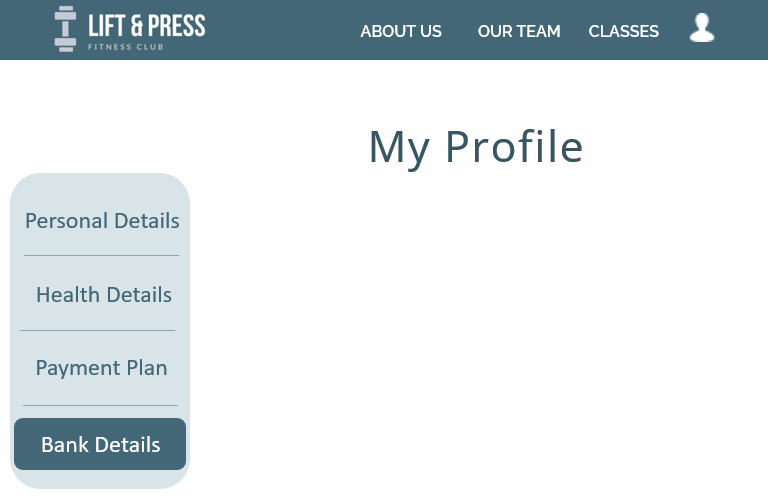 LIFT & PRESS
FITNESS CLUB
ABOUT US
OUR TEAM
CLASSES
My Profile
Personal Details
Health Details
Payment Plan
Bank Details